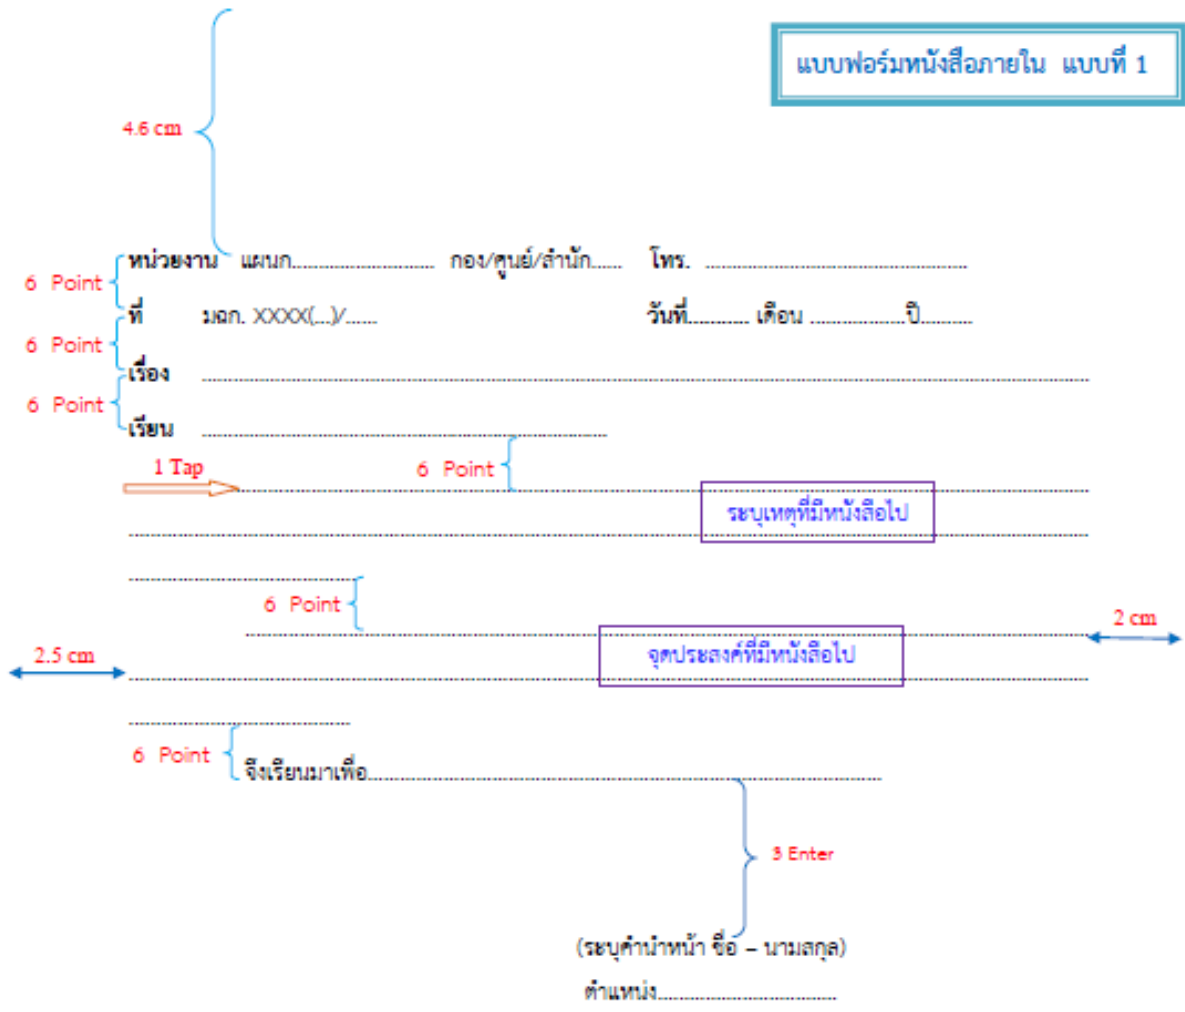 แบบฟอร์มหนังสือภายใน แบบที่ 1
4.6 cm
หน่วยงาน แผนก........................... กอง/ศูนย์/สำนัก...... โทร. ..................................................
6 Point
ที่ มฉก. XXXX(...)/...... วันที่............ เดือน ..................ปี..........
6 Point
เรื่อง ..........................................................................................
6 Point
เรียน ..........................................................................
1 Tap 6 Point
ระบุเหตุที่มีหนังสือไป
6 Point
2 cm
2.5 cm จุดประสงค์ที่มีหนังสือไป
6 Point
จึงเรียนมาเพื่อ..........................................................................................
3 Enter
(ระบุคำนำหน้า ชื่อ – นามสกุล)
ตำแหน่ง..................................